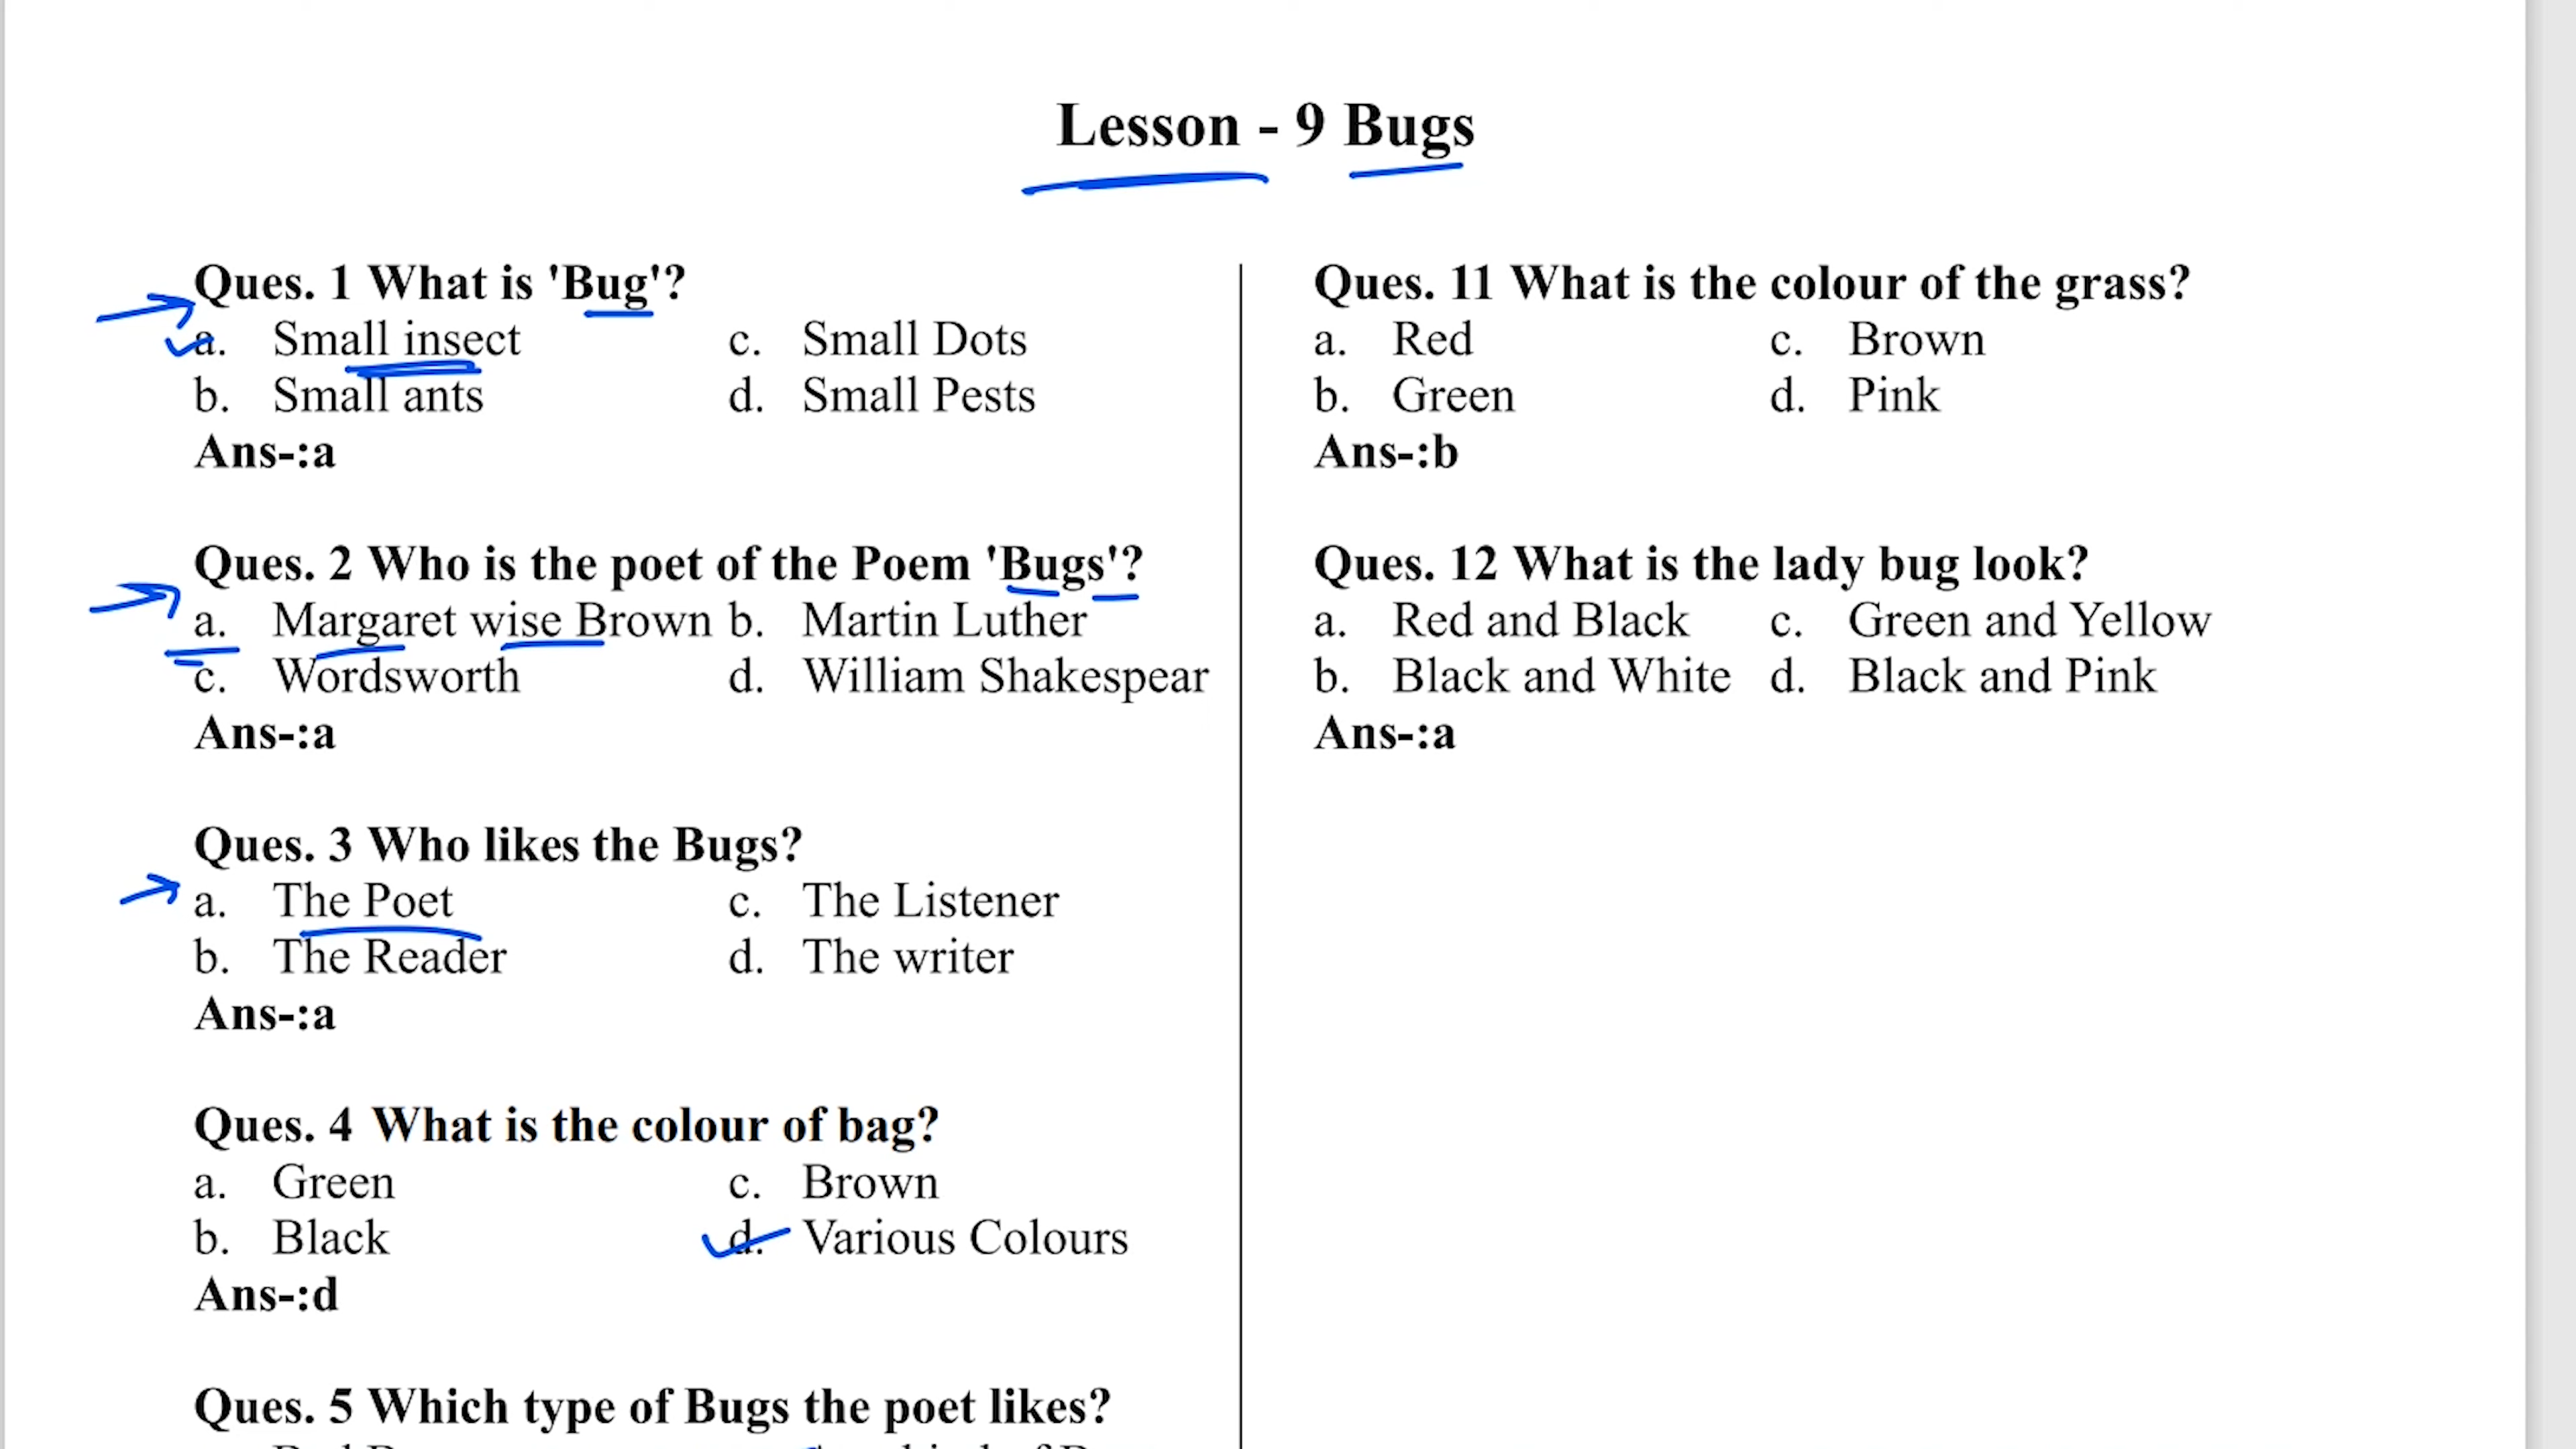 Lesson - 9 Bugs
Ques. 1 What is 'Bug'?
a. Small insect c. Small Dots
b. Small ants d. Small Pests
Ans-:a
Ques. 2 Who is the poet of the Poem 'Bugs'?
a. Margaret wise Brown b. Martin Luther
c. Wordsworth d. William Shakespear
Ans-:a
Ques. 3 Who likes the Bugs?
a. The Poet c. The Listener
b. The Reader d. The writer
Ans-:a
Ques. 4 What is the colour of bag?
a. Green c. Brown
b. Black d. Various Colours
Ans-:d
Ques. 5 Which type of Bugs the poet likes?
Ques. 11 What is the colour of the grass?
a. Red c. Brown
b. Green d. Pink
Ans-:b
Ques. 12 What is the lady bug look?
a. Red and Black c. Green and Yellow
b. Black and White d. Black and Pink
Ans-:a